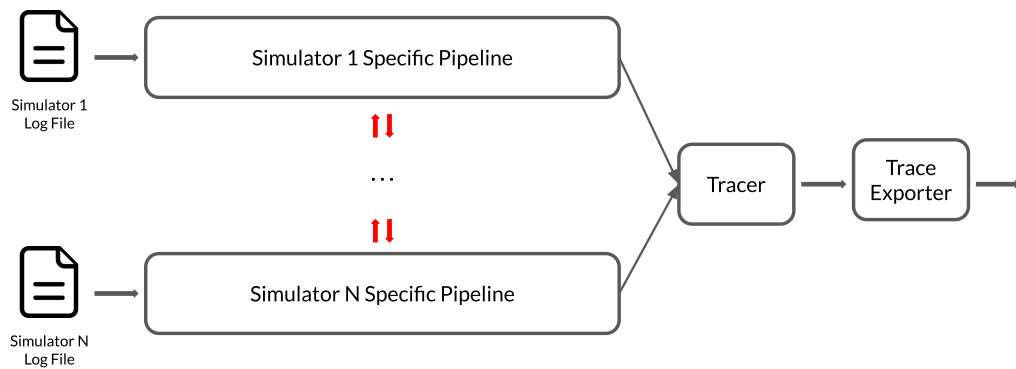 Simulator 1 Specific Pipeline
Simulator 1
Log File
...
Tracer
Trace
Exporter
Simulator N Specific Pipeline
Simulator N
Log File